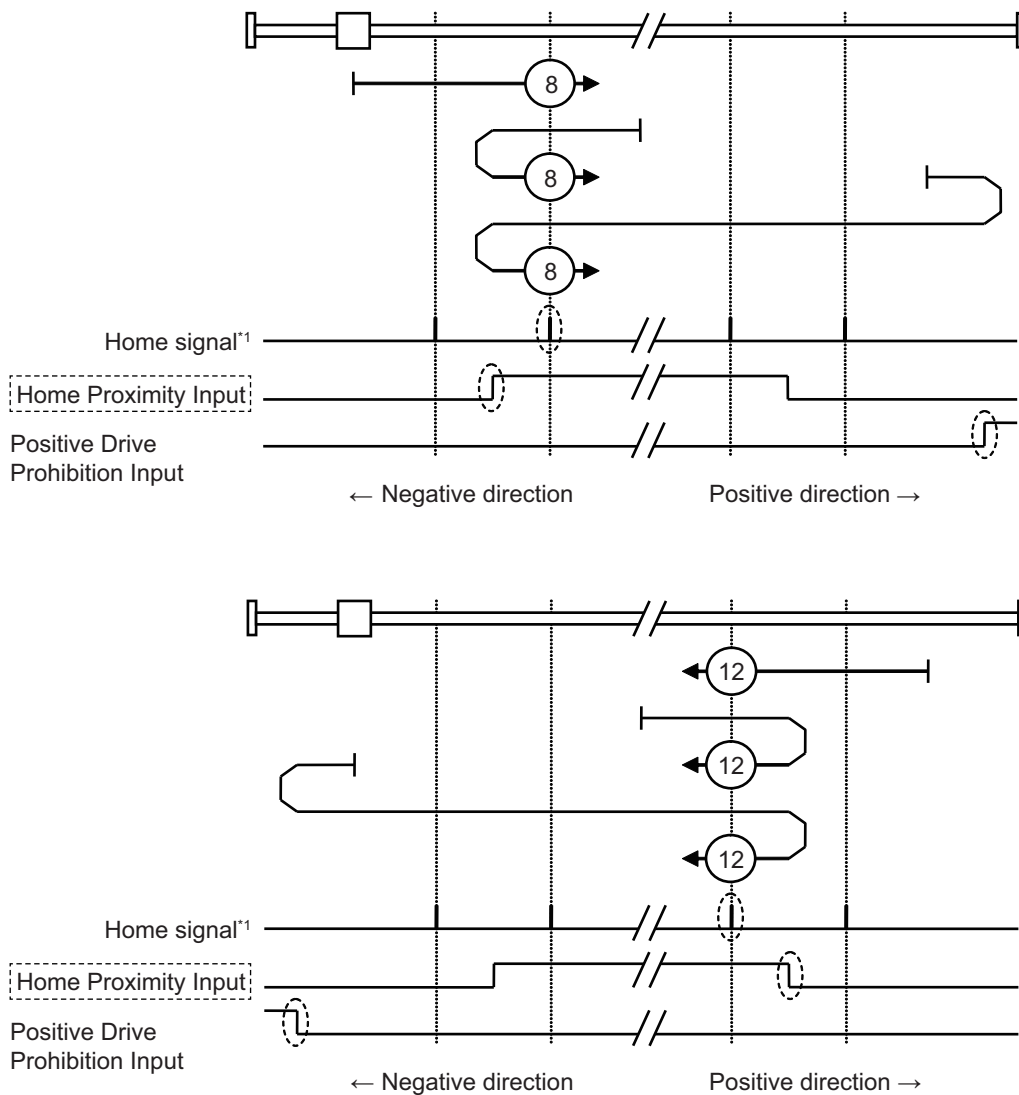 8
8
8
Home signal*1
Home Proximity Input
Positive Drive
Prohibition Input
← Negative direction Positive direction →
12
12
12
Home signal*1
Home Proximity Input
Positive Drive
Prohibition Input
← Negative direction Positive direction →